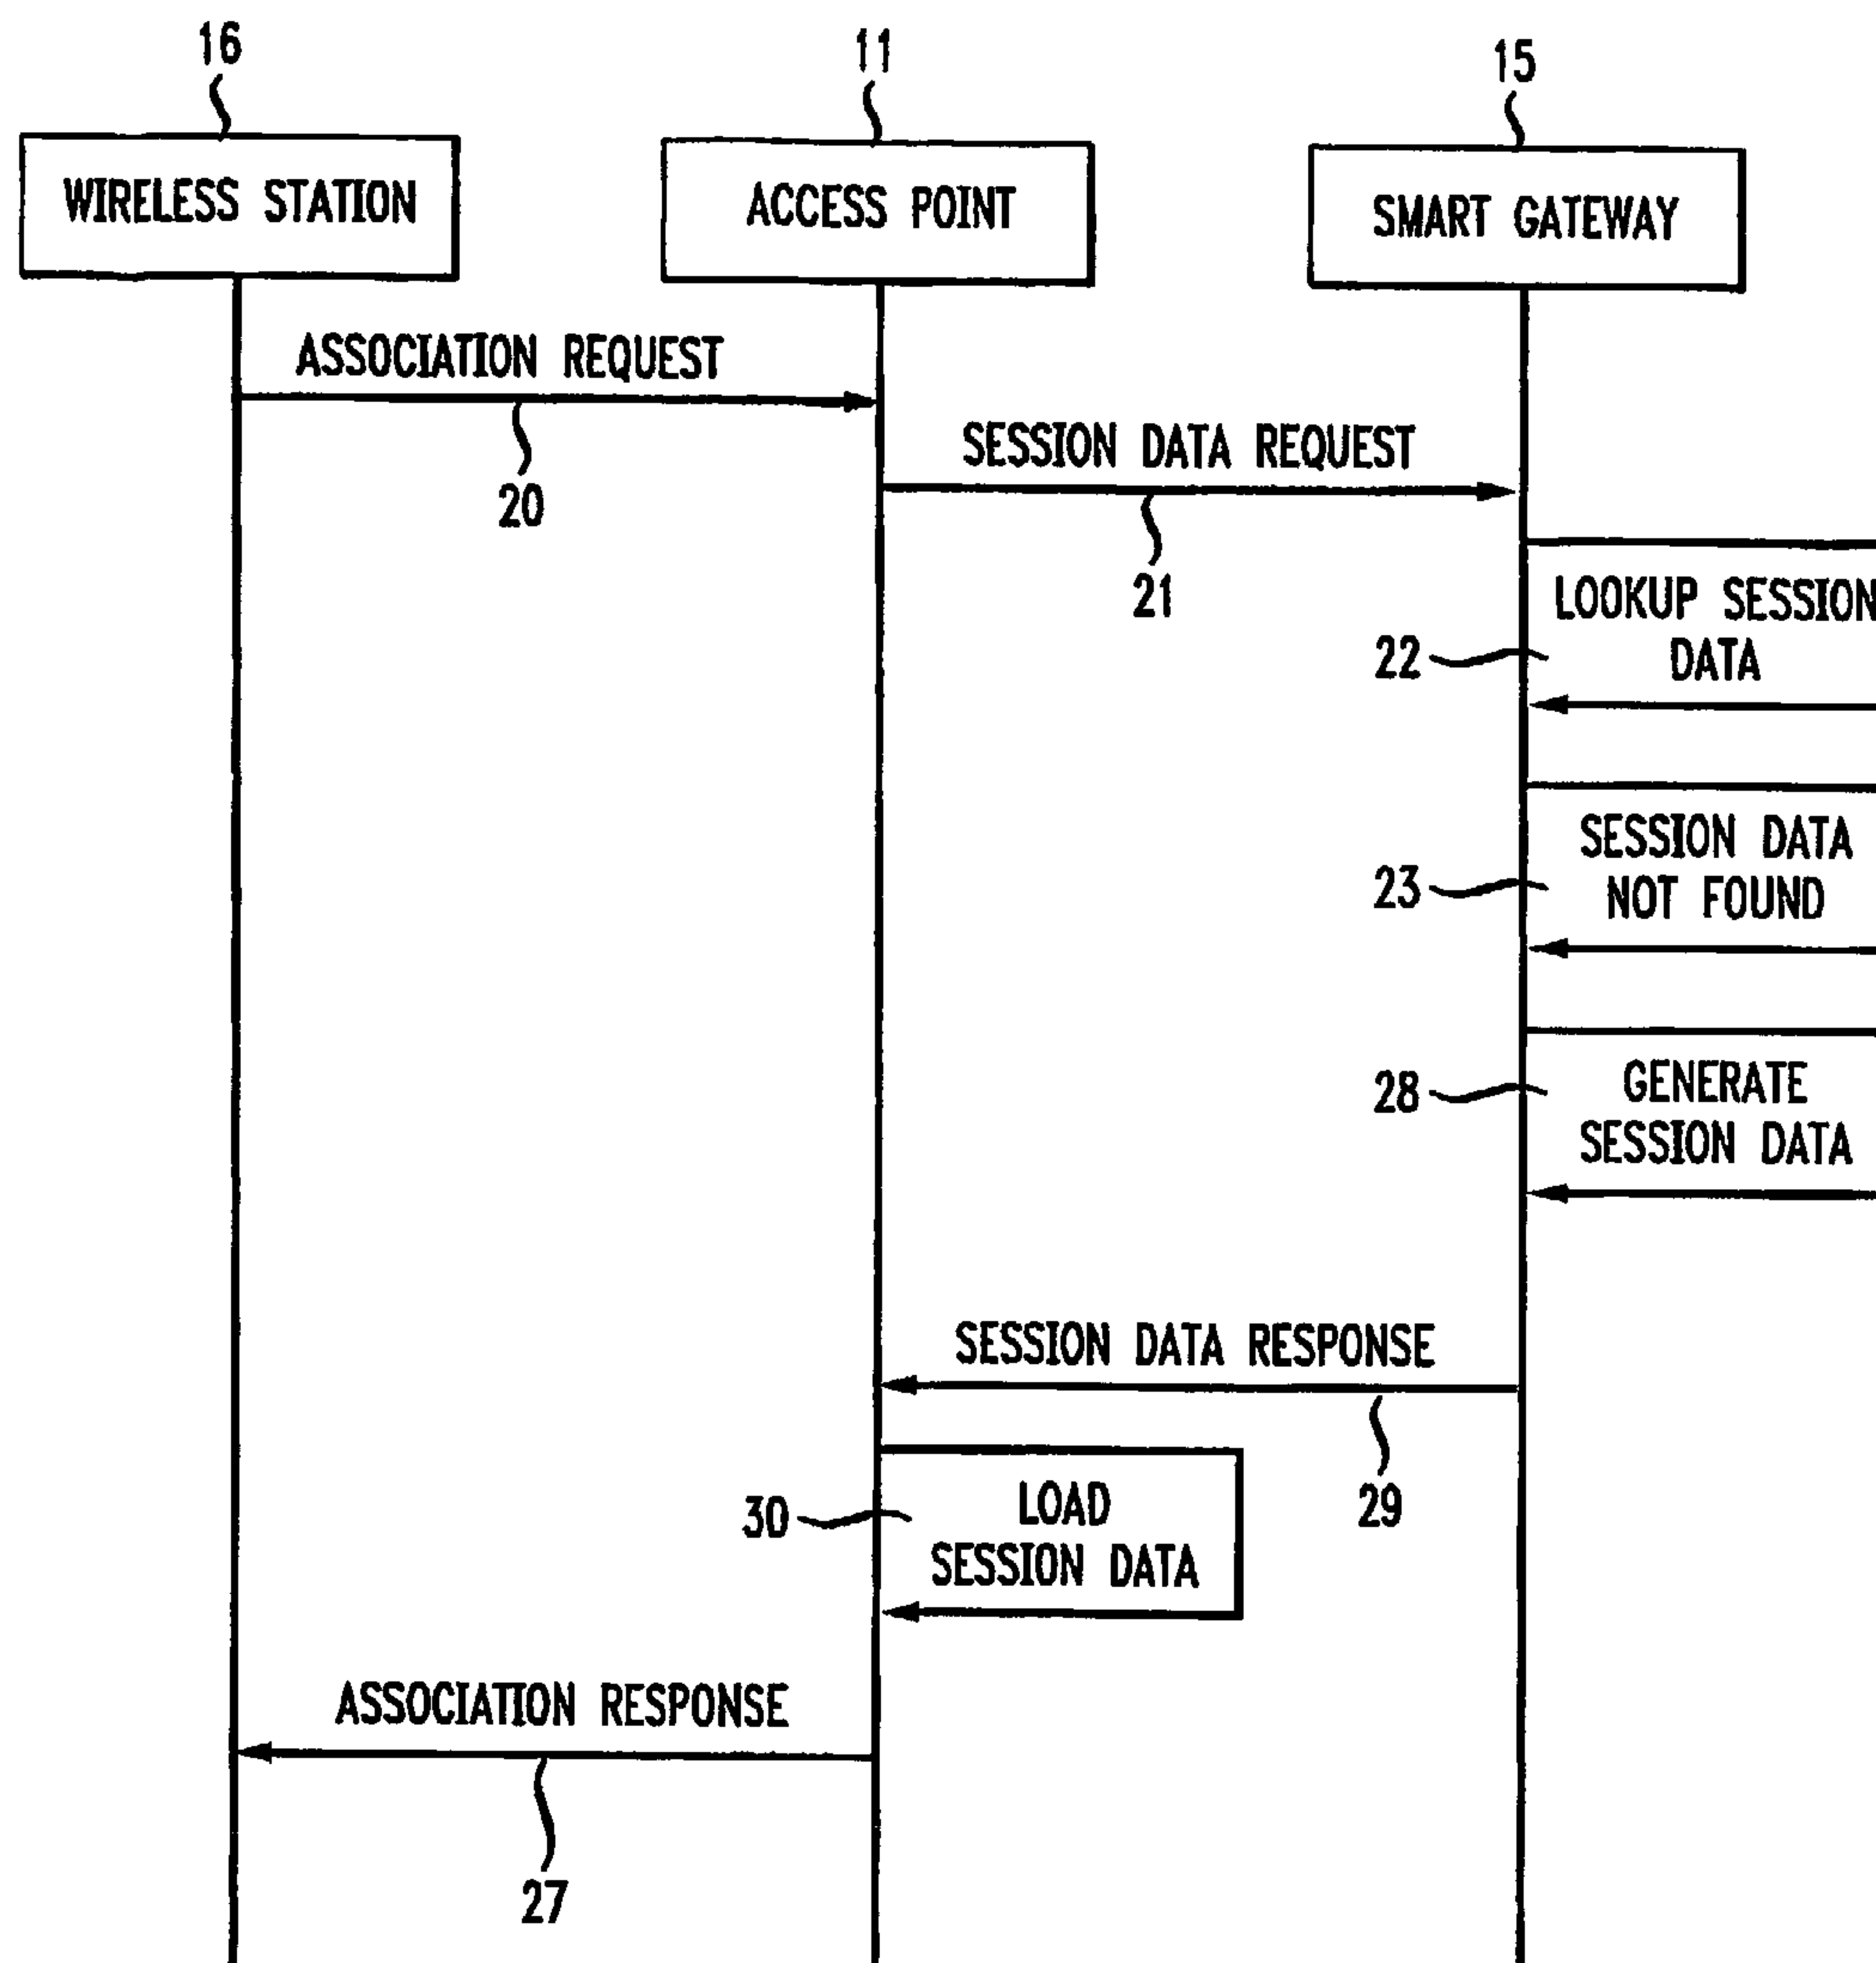 16
11
15
WIRELESS STATION
ACCESS POINT
SMART GATEWAY
ASSOCIATION REQUEST
20
SESSION DATA REQUEST
21
LOOKUP SESSION
DATA
22
SESSION DATA
NOT FOUND
23
GENERATE
SESSION DATA
28
SESSION DATA RESPONSE
29
LOAD
SESSION DATA
30
ASSOCIATION RESPONSE
27